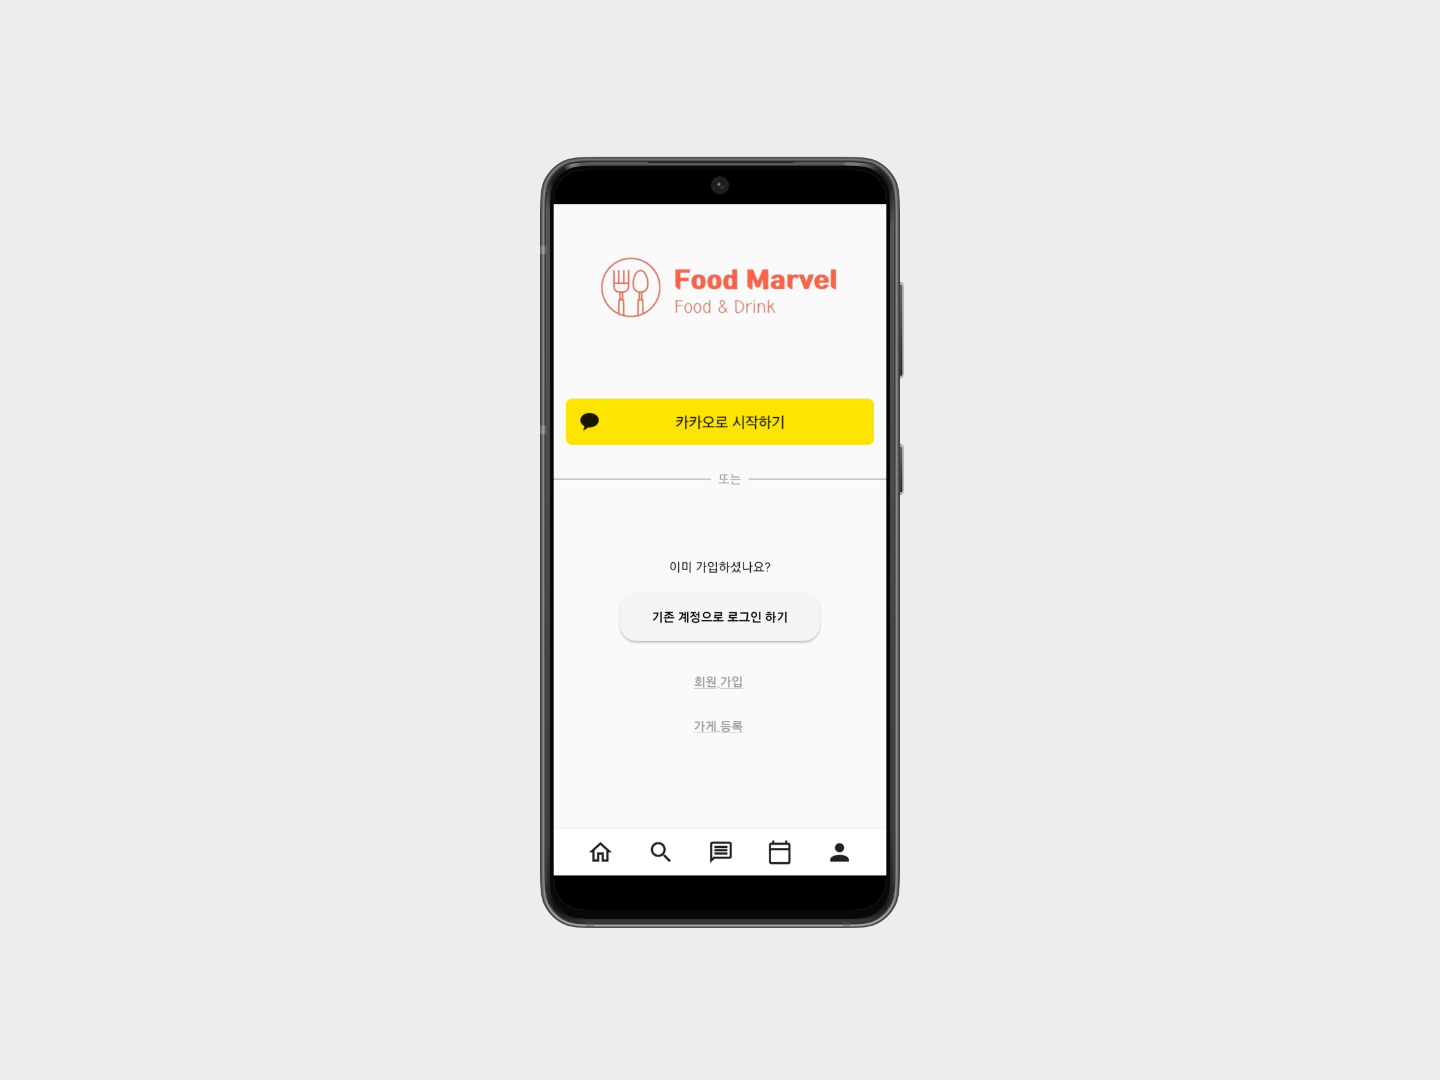 Food Marvel
Food & Drink
카카오로 시작하기
또는
이미 가입하셨나요?
기존 계정으로 로그인 하기
회원 가입
가게 등록